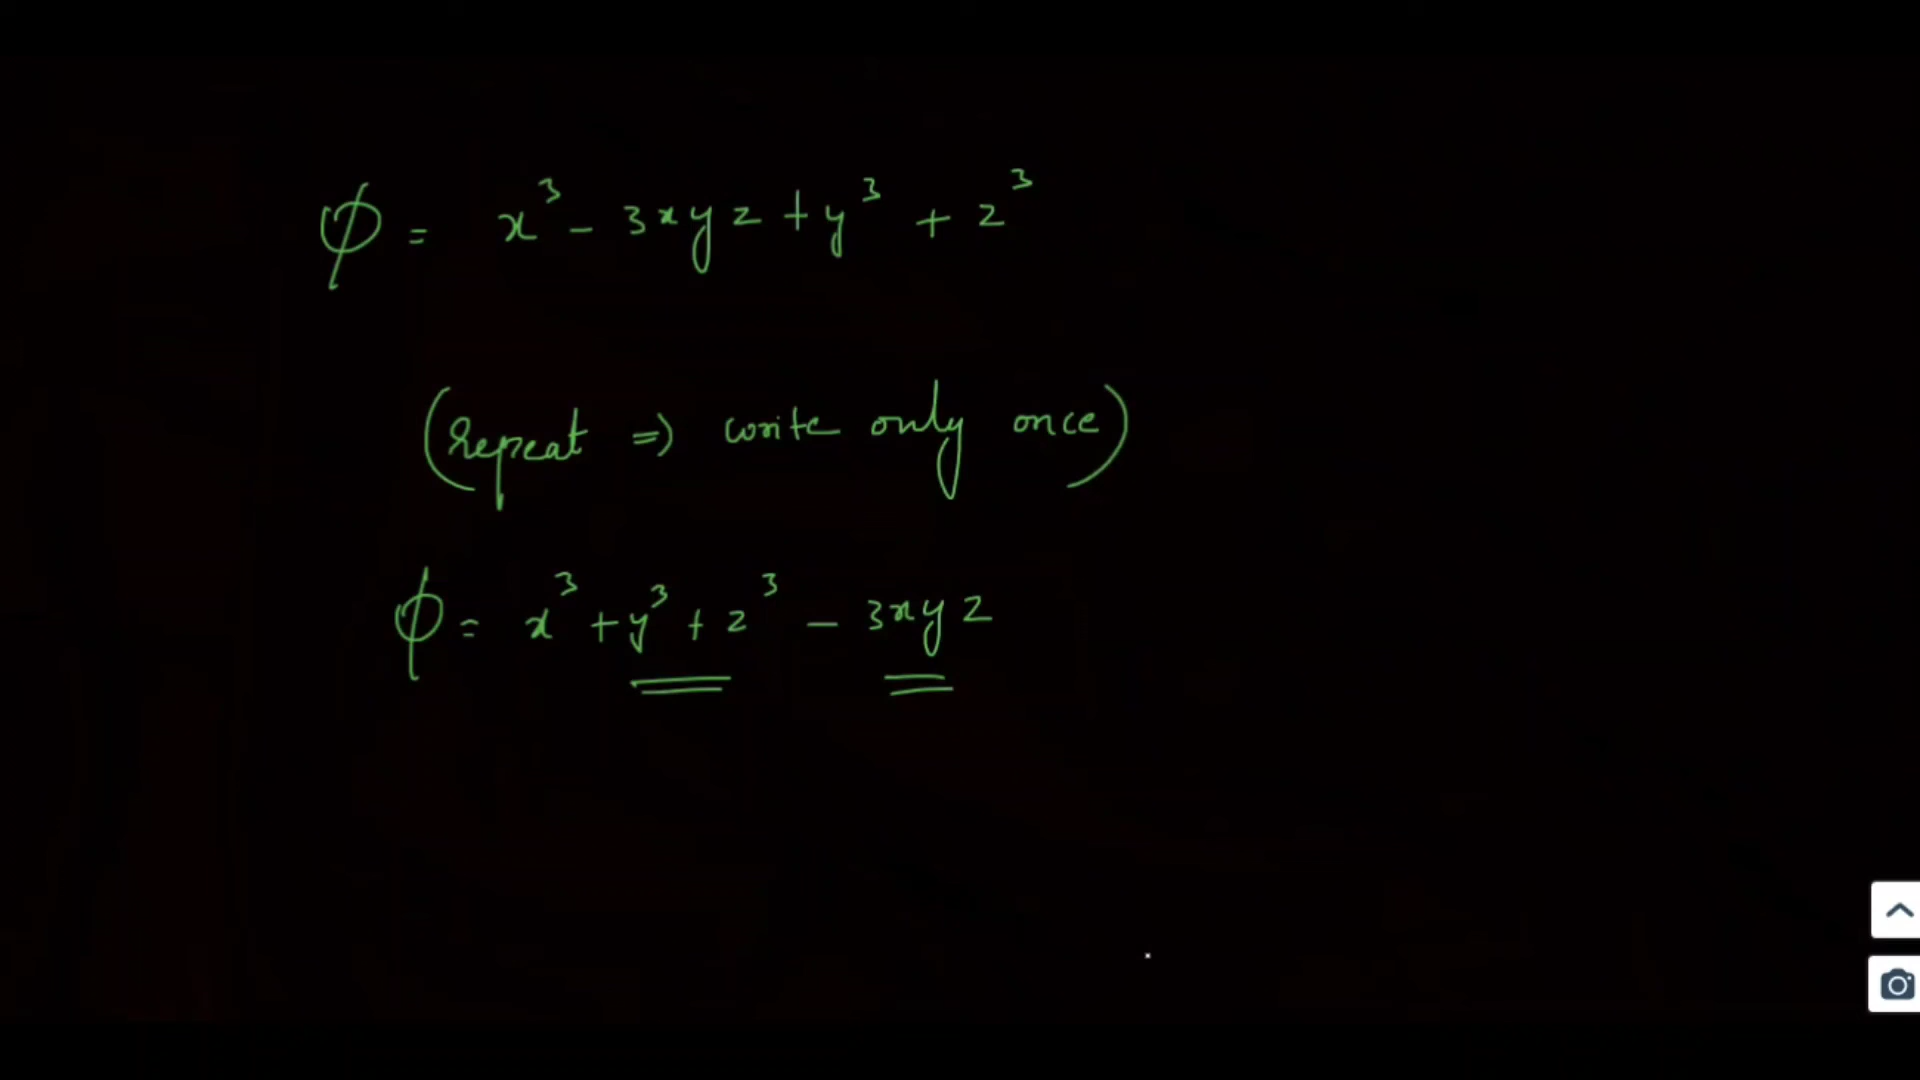 φ = x³ - 3xyz + y³ + z³
(repeat ⇒ write only once)
φ = x³ + y³ + z³ - 3xyz